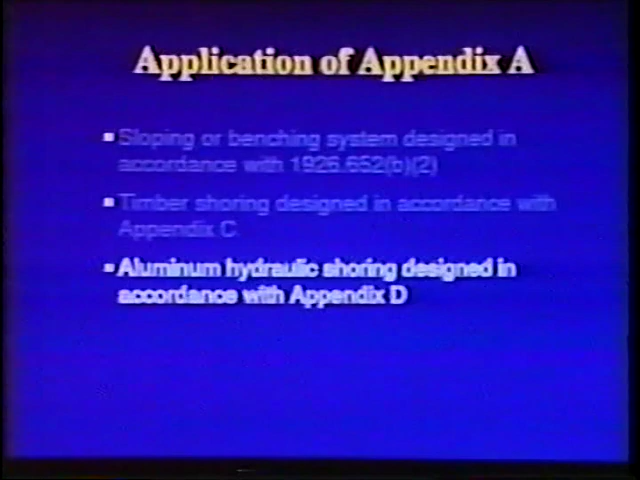 Application of Appendix A
▪ Sloping or benching system designed in
accordance with 1926.652(b)(2)
▪ Timber shoring designed in accordance with
Appendix C.
▪ Aluminum hydraulic shoring designed in
accordance with Appendix D